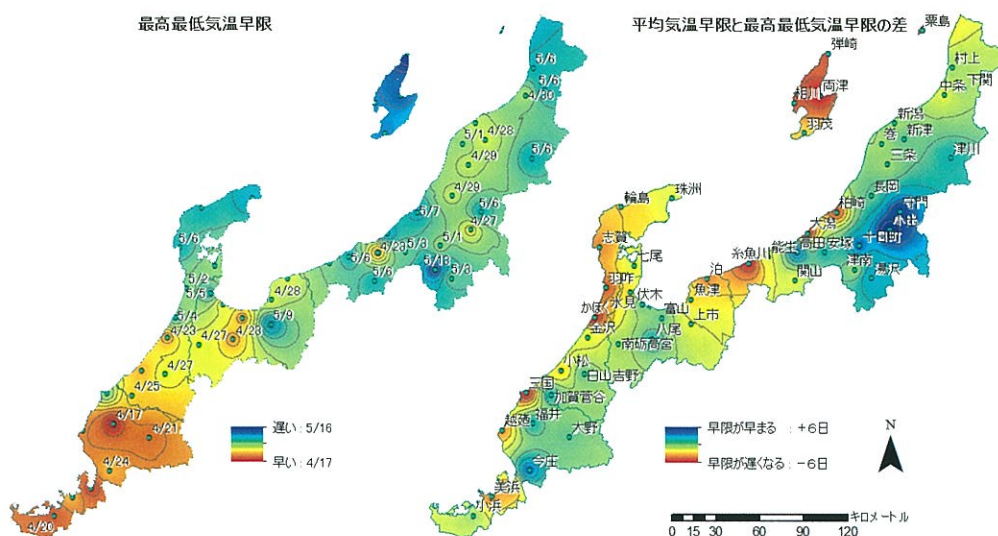 最高最低気温早限
5/6
5/6
4/30
5/1
4/28
5/6
4/29
4/29
5/6
5/7
4/27
5/6
4/23
5/3
5/1
5/6
5/6
5/13
5/3
5/2
5/5
4/28
5/4
5/9
4/23
4/27
4/23
4/27
4/25
4/17
4/21
4/24
4/20
遅い:5/16
早い:4/17
平均気温早限と最高最低気温早限の差
粟島
弾崎
村上
相川
両津
下関
中条
羽茂
新潟
新津
巻
津川
三条
長岡
珠洲
輪島
柏崎
守門
小出
大潟
志賀
能生
高田
安塚
十日町
糸魚川
七尾
津南
関山
湯沢
泊
羽咋
魚津
氷見
伏木
かほく
富山
上市
金沢
八尾
南砺高宮
小松
白山吉野
三国
加賀菅谷
福井
越廼
大野
今庄
美浜
小浜
早限が早まる :+6日
早限が遅くなる:-6日
N
キロメートル
0 15 30 60 90 120